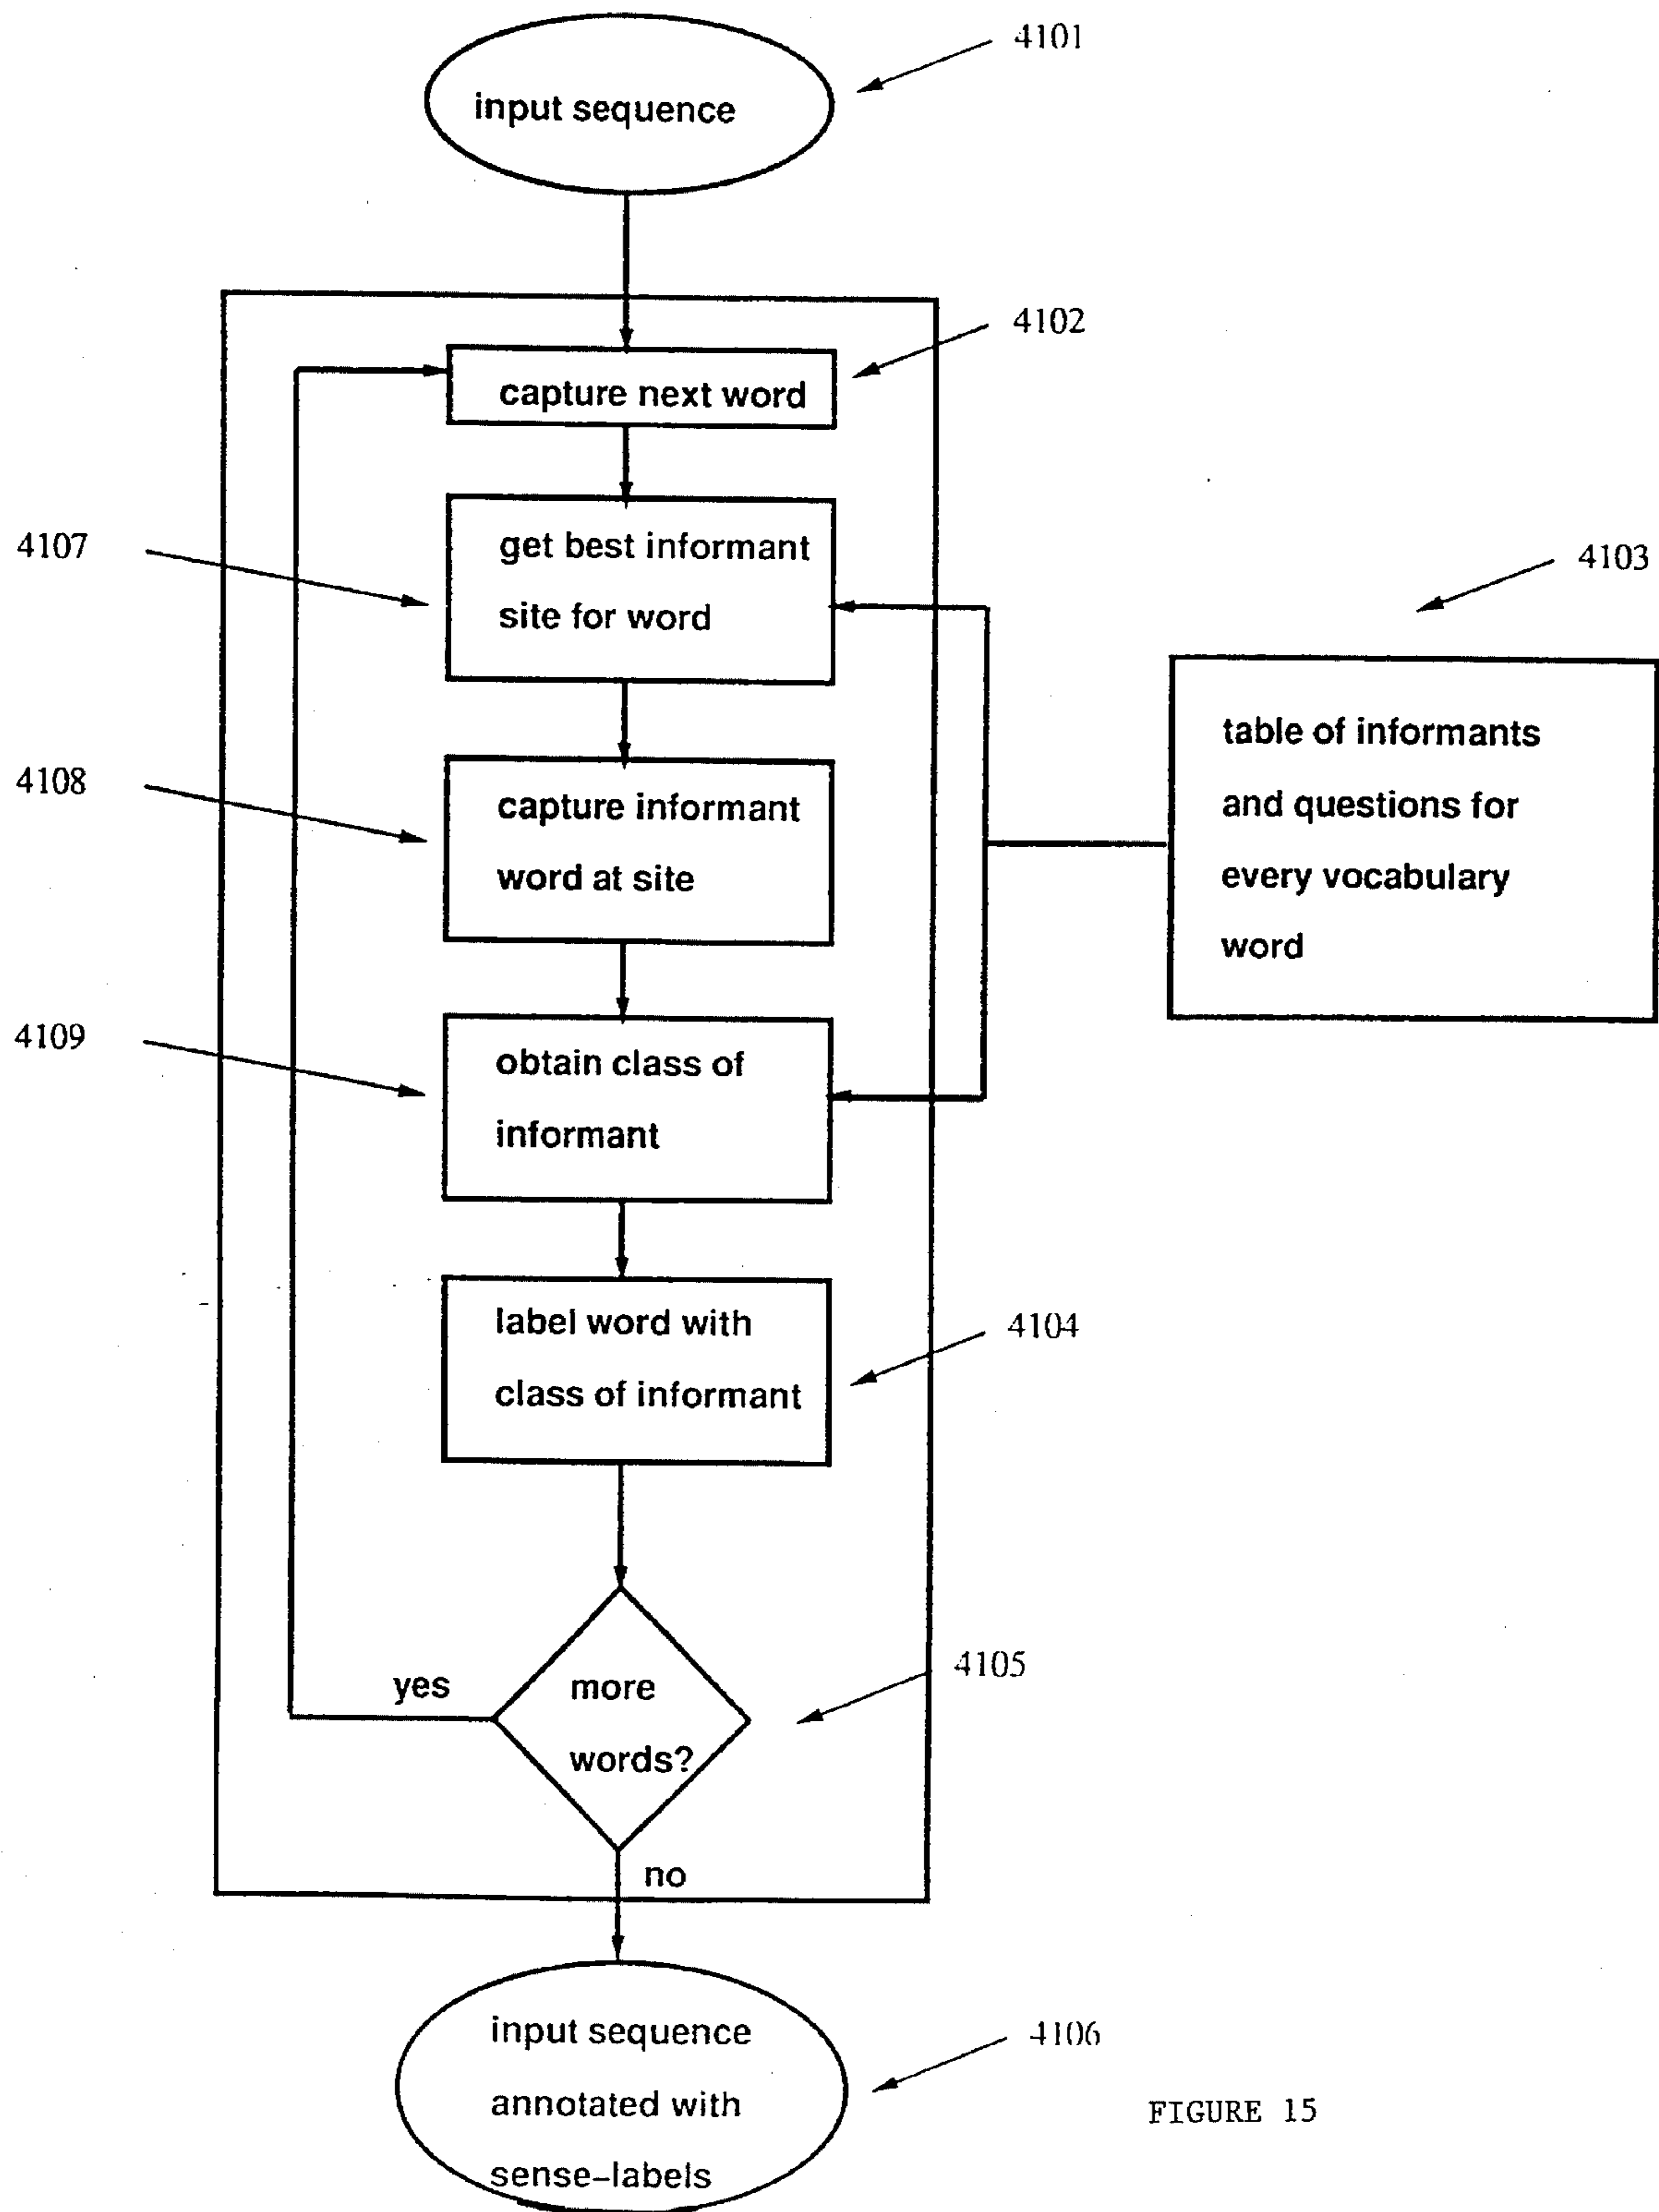 4101
input sequence
4102
capture next word
4107
get best informant
site for word
4103
table of informants
and questions for
every vocabulary
word
4108
capture informant
word at site
4109
obtain class of
informant
label word with
class of informant
4104
4105
yes
more
words?
no
input sequence
annotated with
sense-labels
4106
FIGURE 15